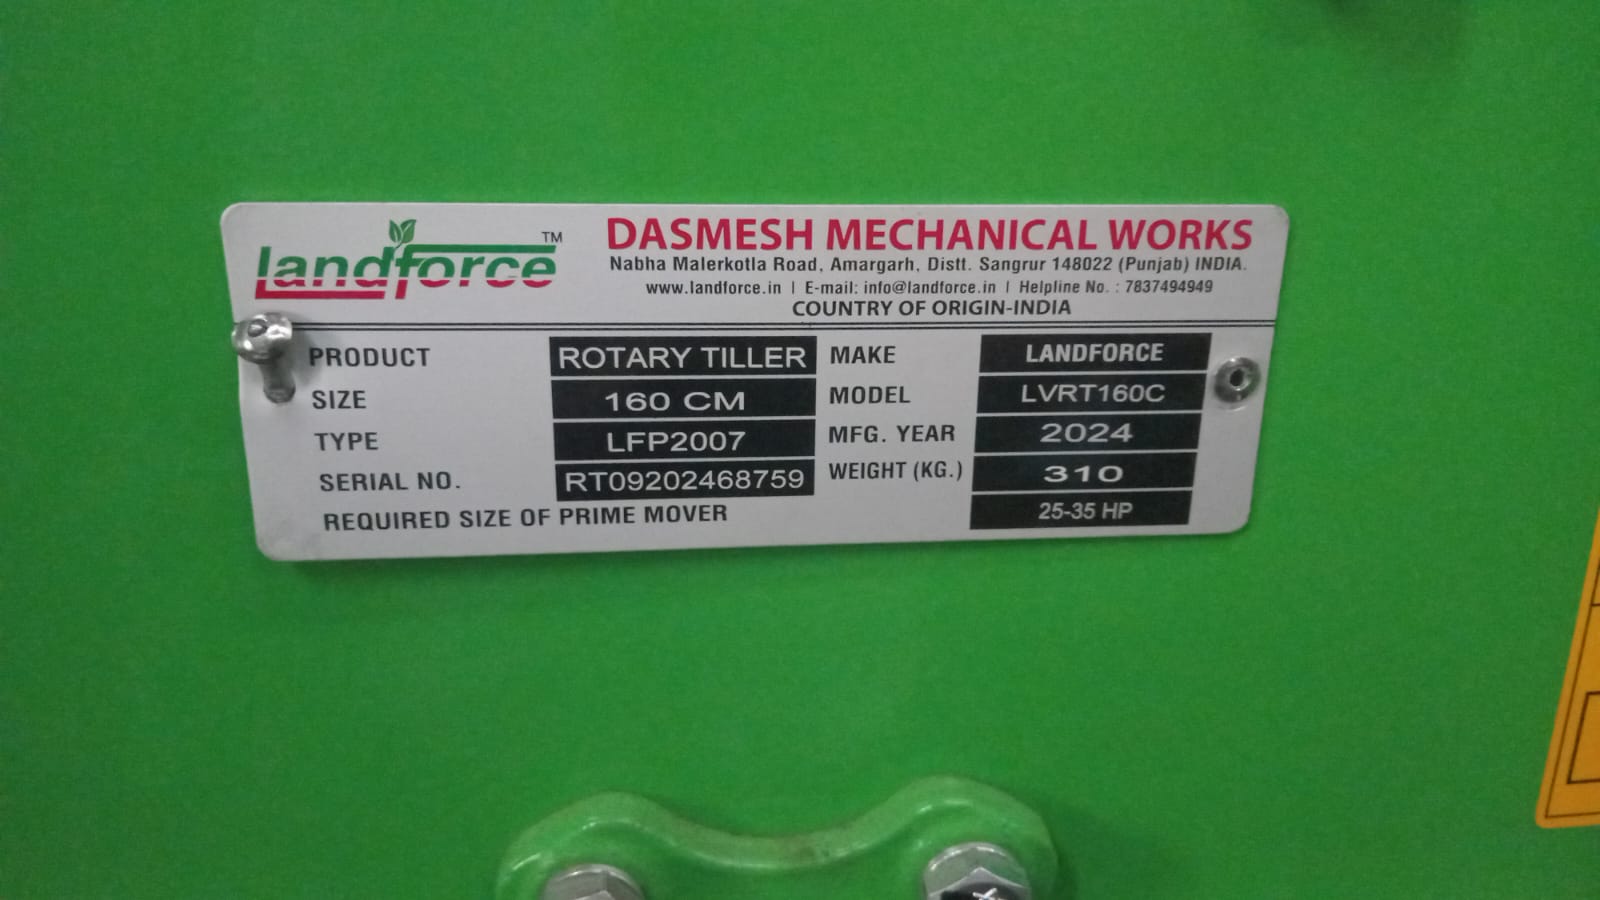 landforce TM
DASMESH MECHANICAL WORKS
Nabha Malerkotla Road, Amargarh, Distt. Sangrur 148022 (Punjab) INDIA.
www.landforce.in | E-mail: info@landforce.in | Helpline No. : 7837494949
COUNTRY OF ORIGIN-INDIA
PRODUCT ROTARY TILLER MAKE LANDFORCE
SIZE 160 CM MODEL LVRT160C
TYPE LFP2007 MFG. YEAR 2024
SERIAL NO. RT09202468759 WEIGHT (KG.) 310
REQUIRED SIZE OF PRIME MOVER 25-35 HP